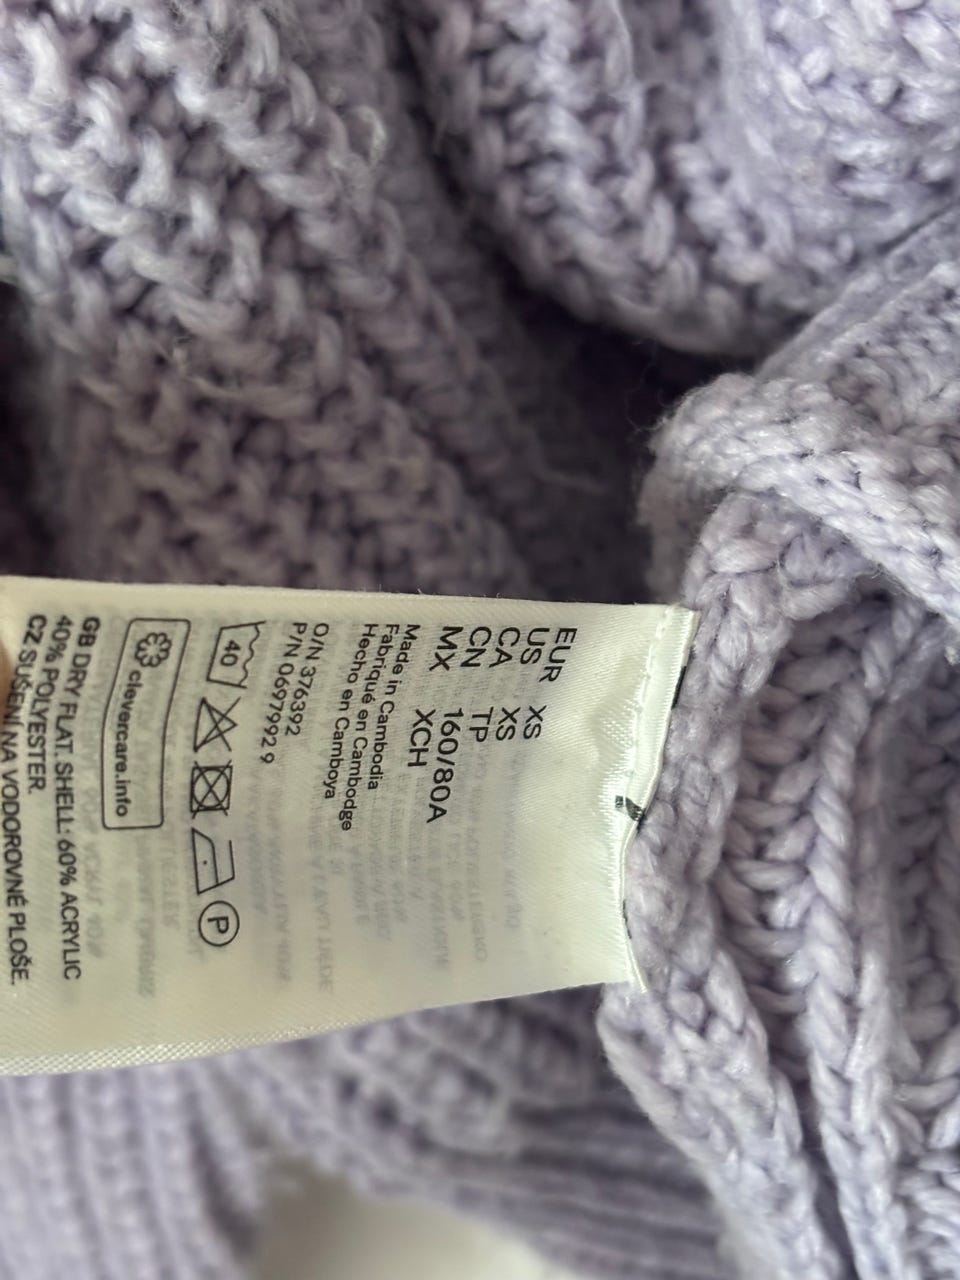 EUR XS
US XS
CA TP
CN 160/80A
MX XCH
Made in Cambodia
Fabriqué en Cambodge
Hecho en Camboya
O/N 376392
P/N 0697992 9
40 P
clevercare.info
GB DRY FLAT. SHELL: 60% ACRYLIC
40% POLYESTER.
CZ SUŠENÍ NA VODOROVNÉ PLOŠE.